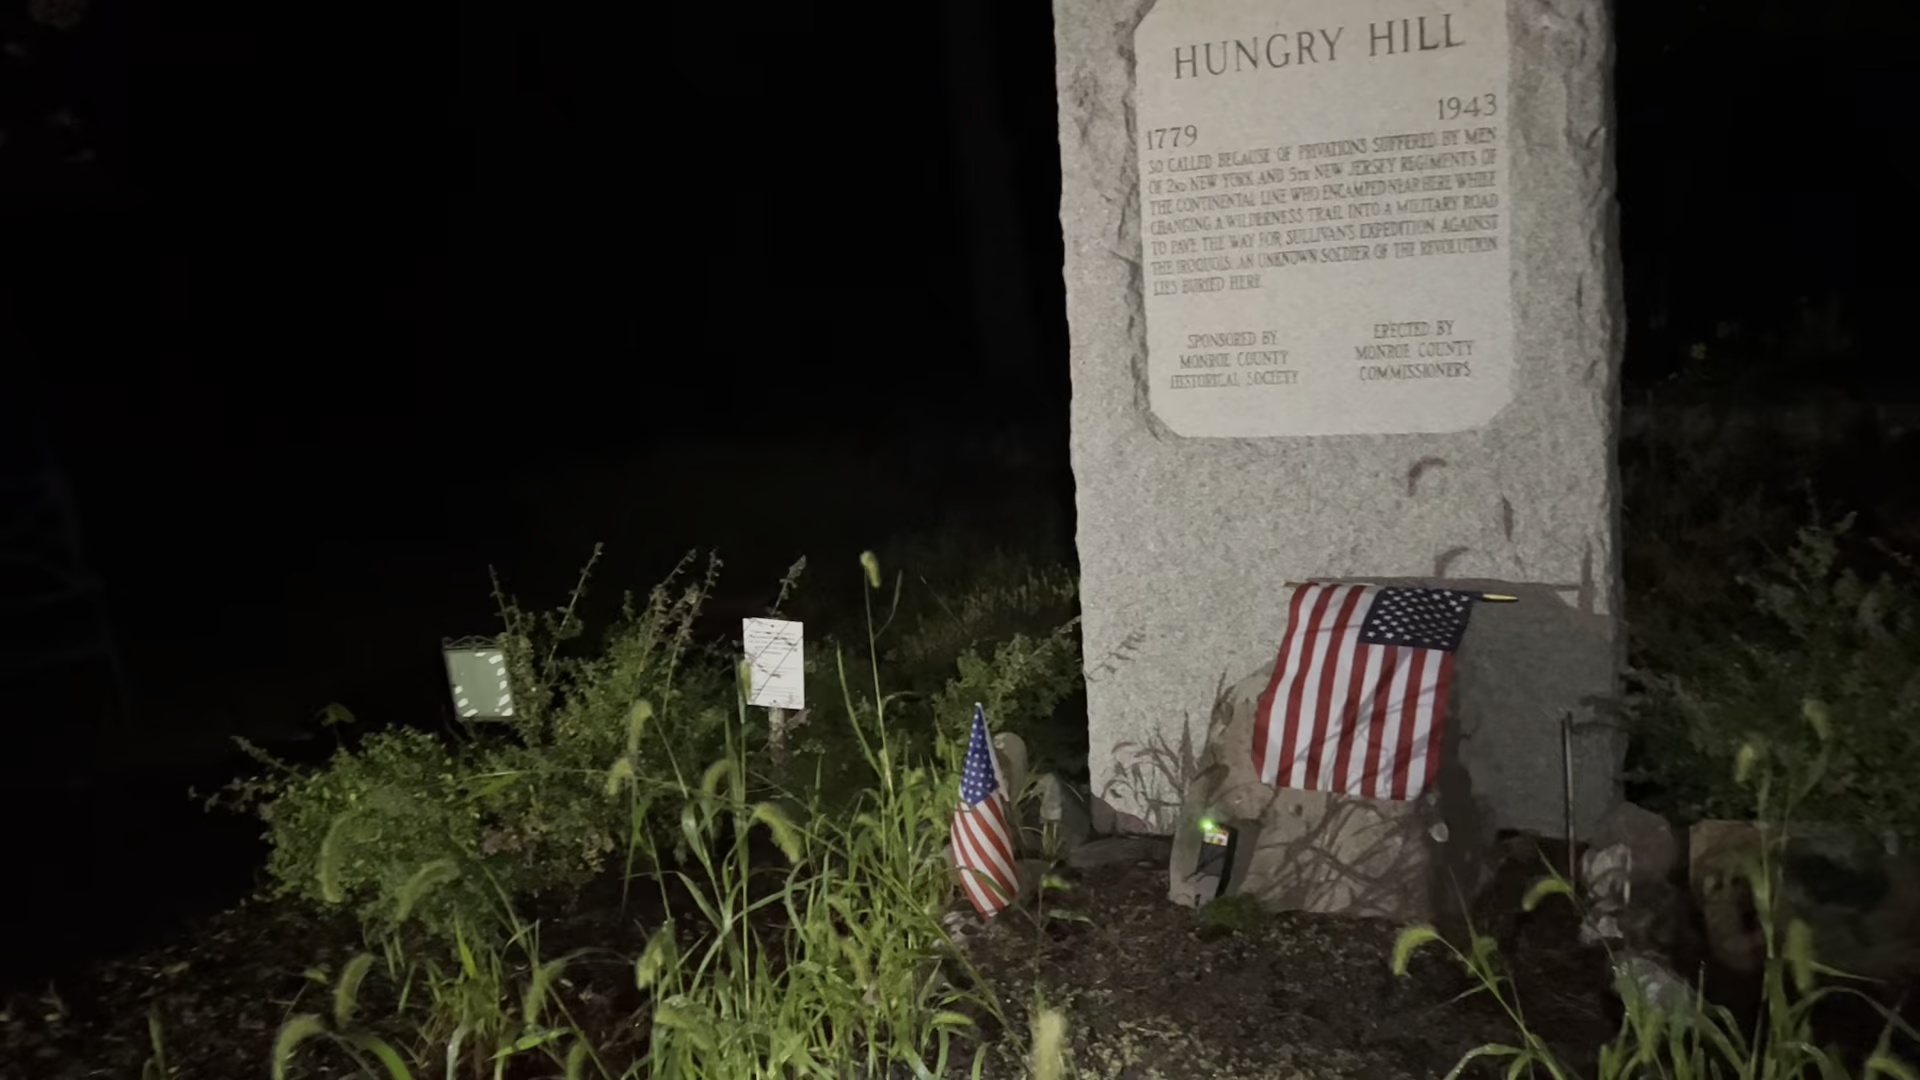 HUNGRY HILL
1779
1943
SO CALLED BECAUSE OF PRIVATIONS SUFFERED BY MEN
OF 2ND NEW YORK AND 5TH NEW JERSEY REGIMENTS OF
THE CONTINENTAL LINE WHO ENCAMPED NEAR HERE WHILE
CHANGING A WILDERNESS TRAIL INTO A MILITARY ROAD
TO PAVE THE WAY FOR SULLIVAN'S EXPEDITION AGAINST
THE IROQUOIS. AN UNKNOWN SOLDIER OF THE REVOLUTION
LIES BURIED HERE.
SPONSORED BY
MONROE COUNTY
HISTORICAL SOCIETY
ERECTED BY
MONROE COUNTY
COMMISSIONERS